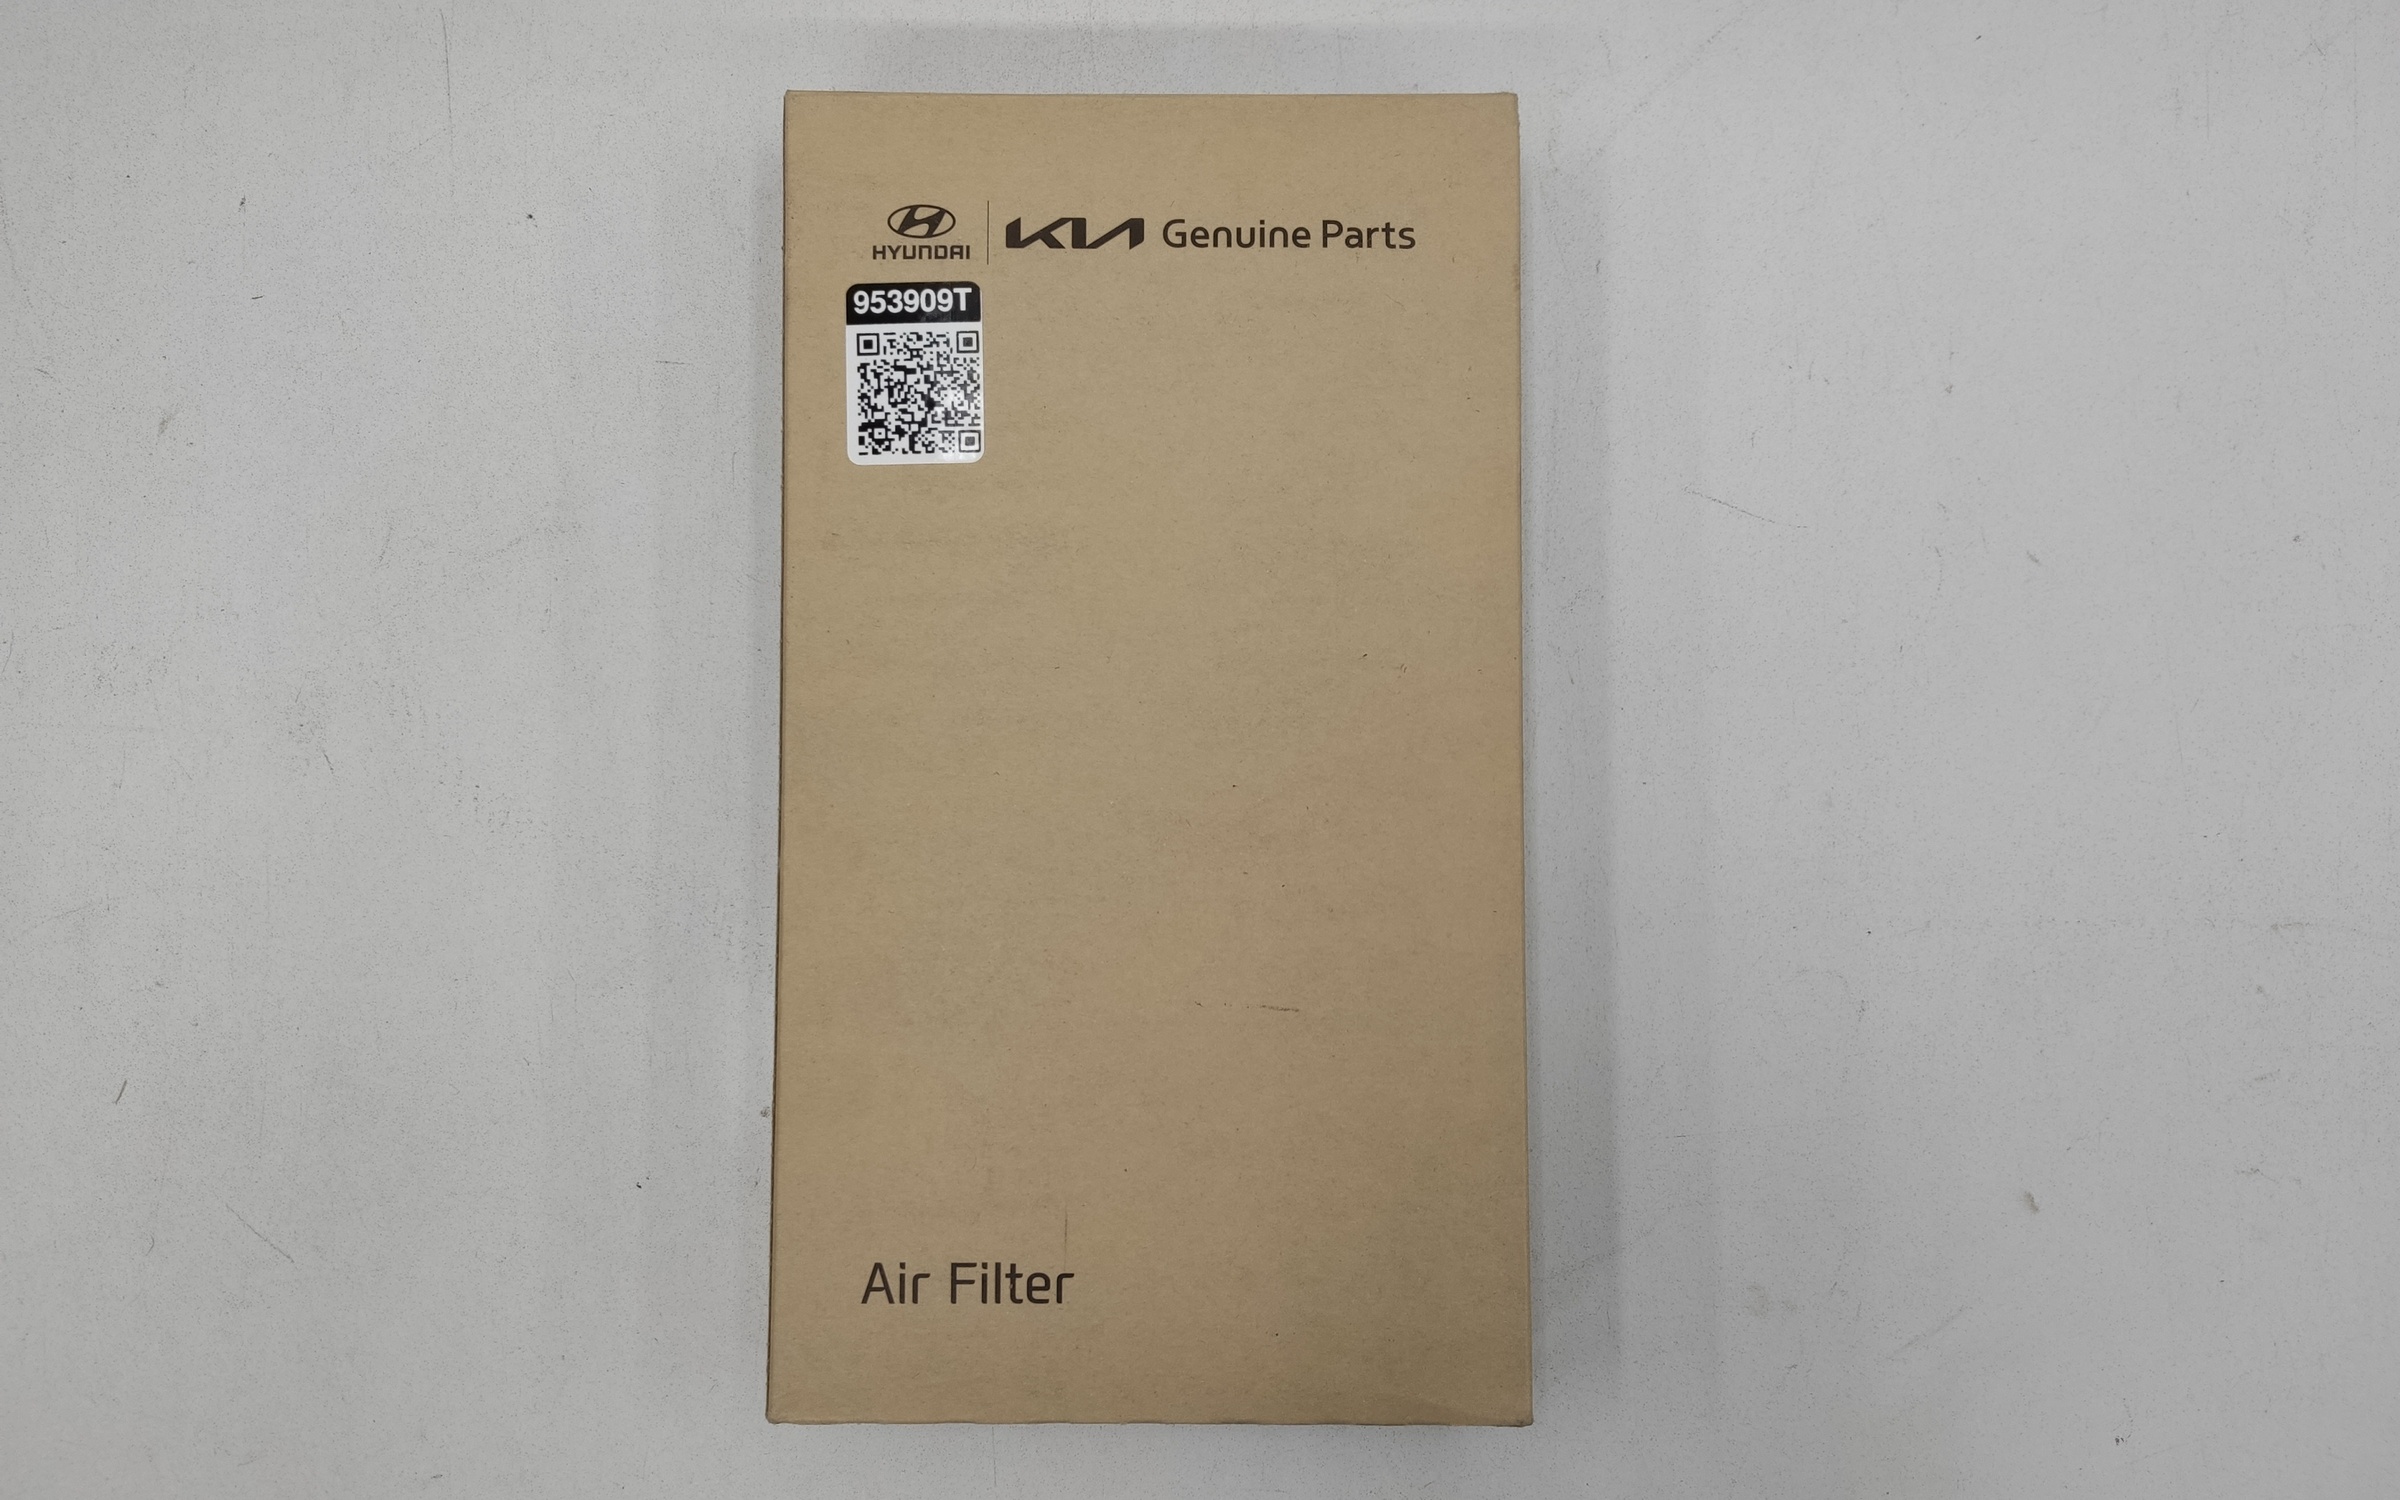 HYUNDAI KIA Genuine Parts
953909T
Air Filter